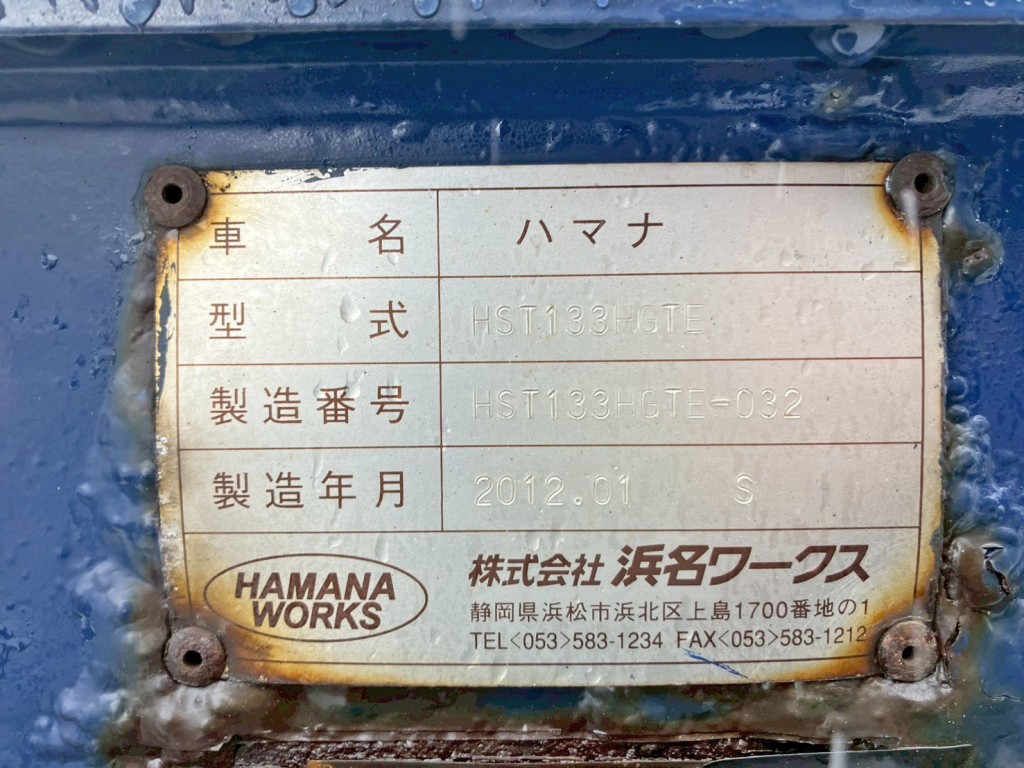 車名 ハマナ
型式 HST133HGTE
製造番号 HST133HGTE-032
製造年月 2012.01 S
HAMANA WORKS
株式会社 浜名ワークス
静岡県浜松市浜北区上島1700番地の1
TEL<053>583-1234 FAX<053>583-1212